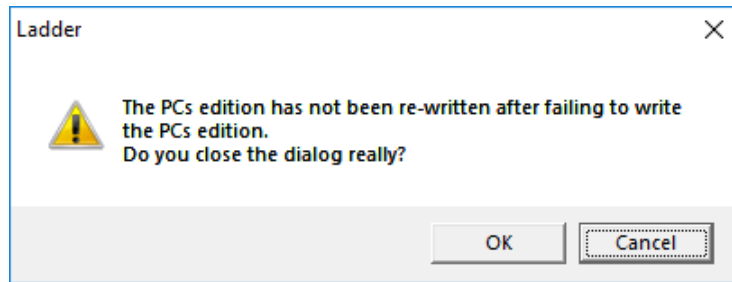 Ladder
The PCs edition has not been re-written after failing to write
the PCs edition.
Do you close the dialog really?
OK
Cancel